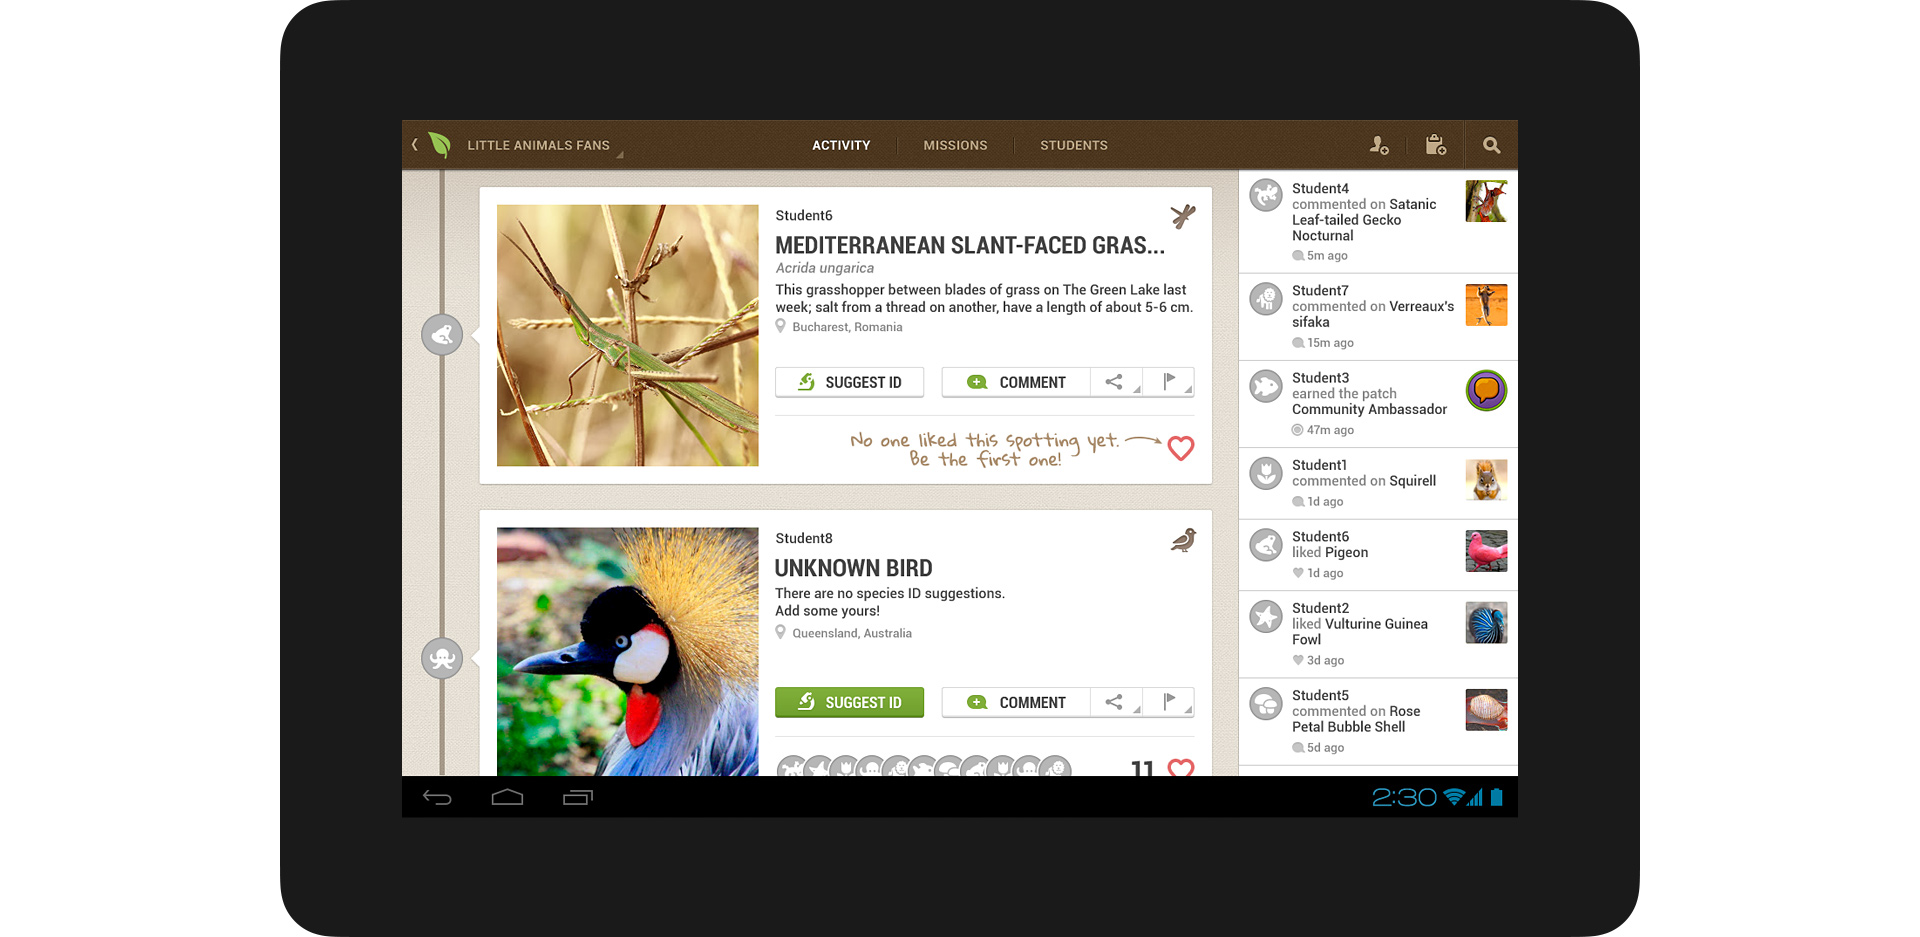 LITTLE ANIMALS FANS
ACTIVITY
MISSIONS
STUDENTS
Student6
MEDITERRANEAN SLANT-FACED GRAS...
Acrida ungarica
This grasshopper between blades of grass on The Green Lake last
week; salt from a thread on another, have a length of about 5-6 cm.
Bucharest, Romania
SUGGEST ID
COMMENT
No one liked this spotting yet.
Be the first one!
Student8
UNKNOWN BIRD
There are no species ID suggestions.
Add some yours!
Queensland, Australia
SUGGEST ID
COMMENT
11
Student4
commented on Satanic
Leaf-tailed Gecko
Nocturnal
5m ago
Student7
commented on Verreaux's
sifaka
15m ago
Student3
earned the patch
Community Ambassador
47m ago
Student1
commented on Squirell
1d ago
Student6
liked Pigeon
1d ago
Student2
liked Vulturine Guinea
Fowl
3d ago
Student5
commented on Rose
Petal Bubble Shell
5d ago
2:30